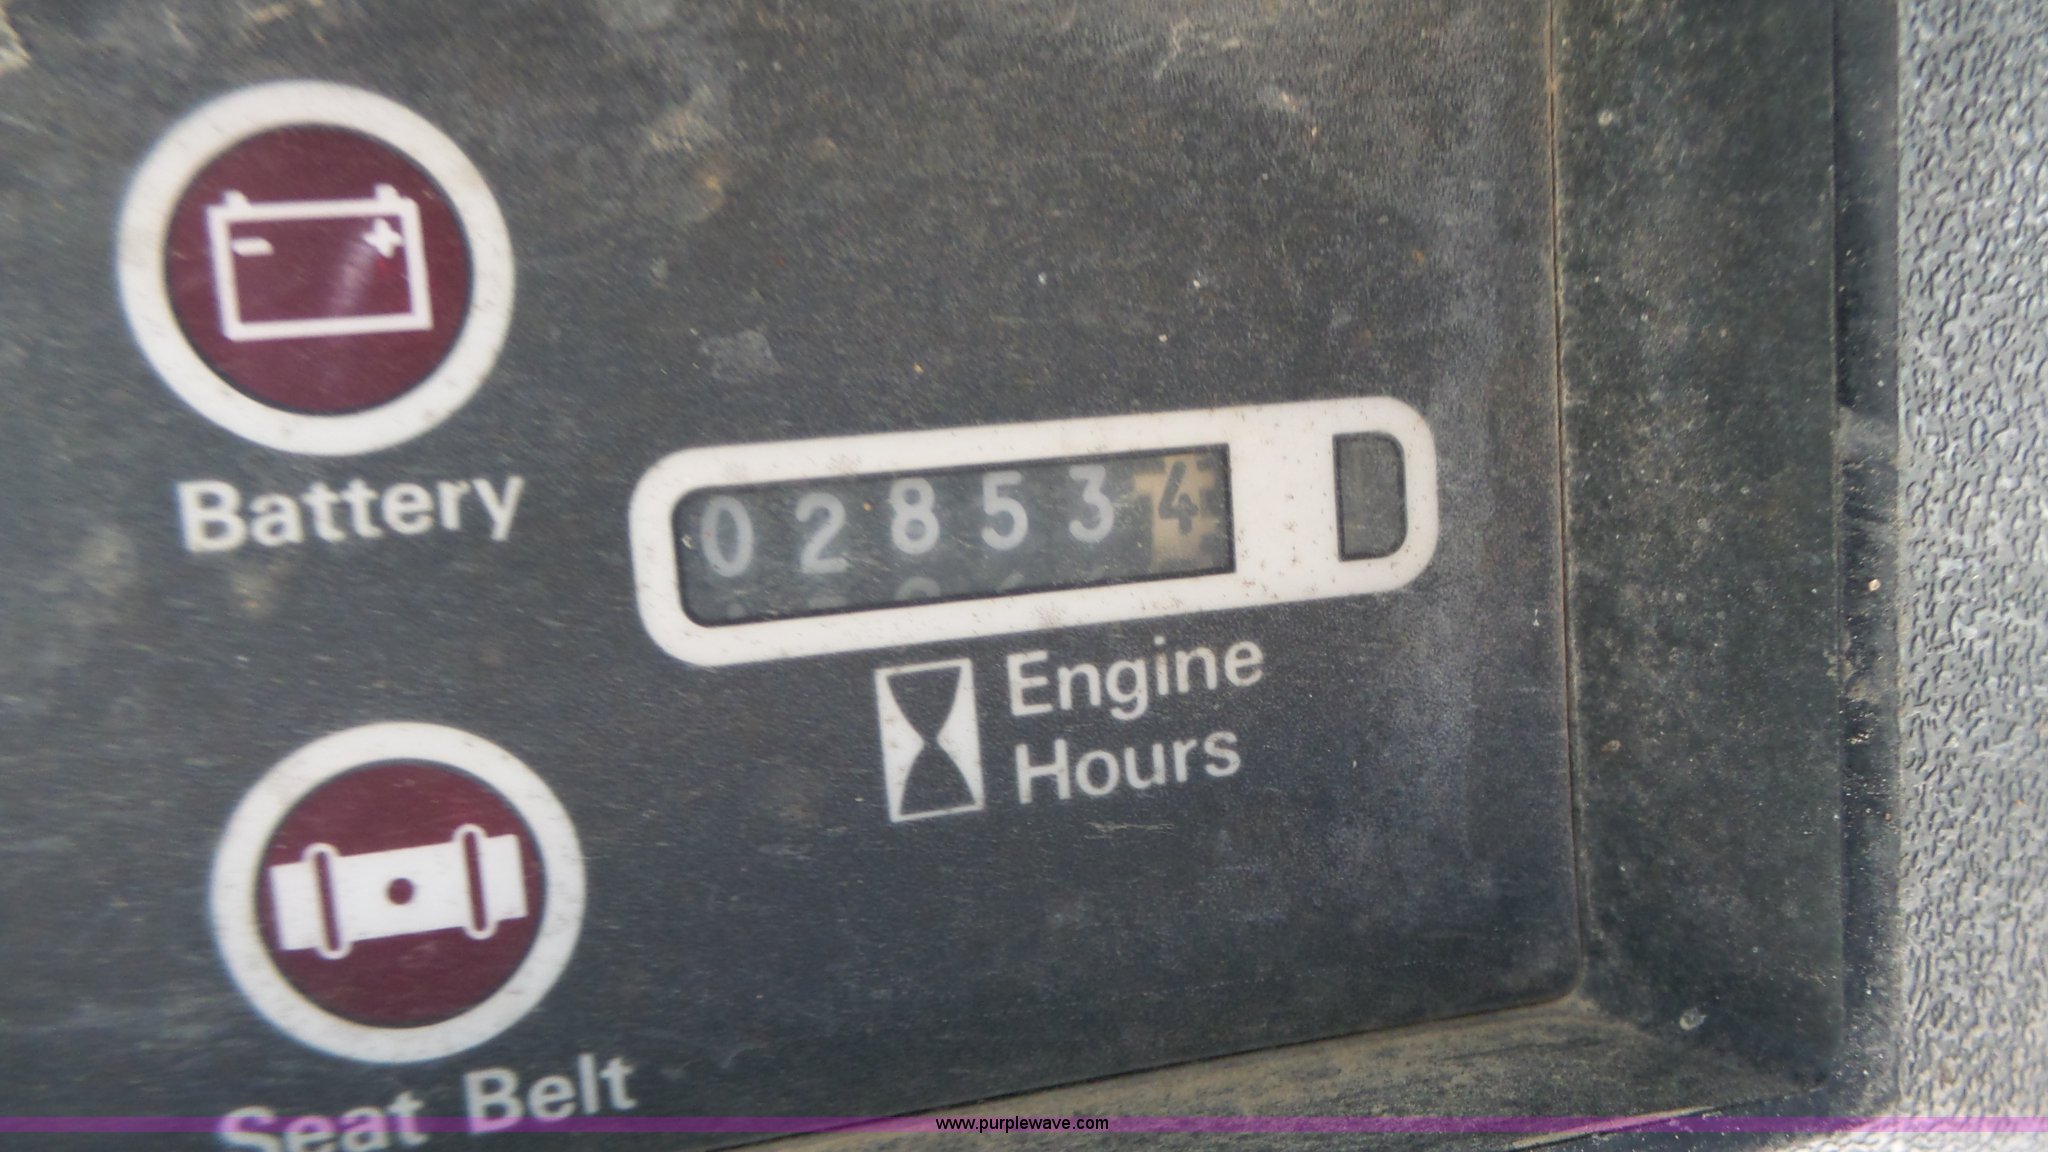 Battery
- +
028534
Engine
Hours
Seat Belt
www.purplewave.com